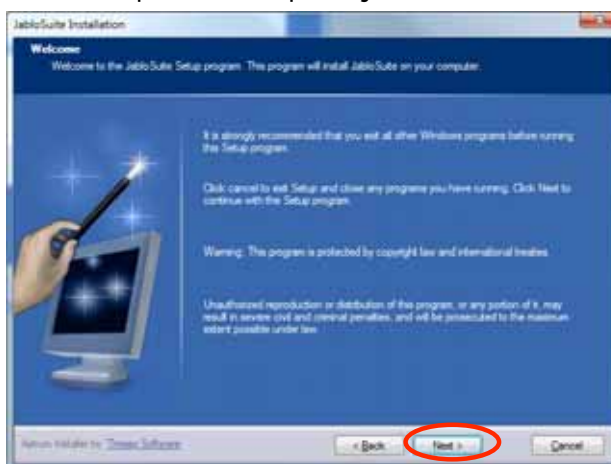 JabloSuite Installation
Welcome
Welcome to the JabloSuite Setup program. This program will install JabloSuite on your computer.
It is strongly recommended that you exit all other Windows programs before running
this Setup program.
Click cancel to exit Setup and close any programs you have running. Click Next to
continue with the Setup program.
Warning: This program is protected by copyright law and international treaties.
Unauthorized reproduction or distribution of this program, or any portion of it, may
result in severe civil and criminal penalties, and will be prosecuted to the maximum
extent possible under law.
Installer by Software
< Back Next > Cancel